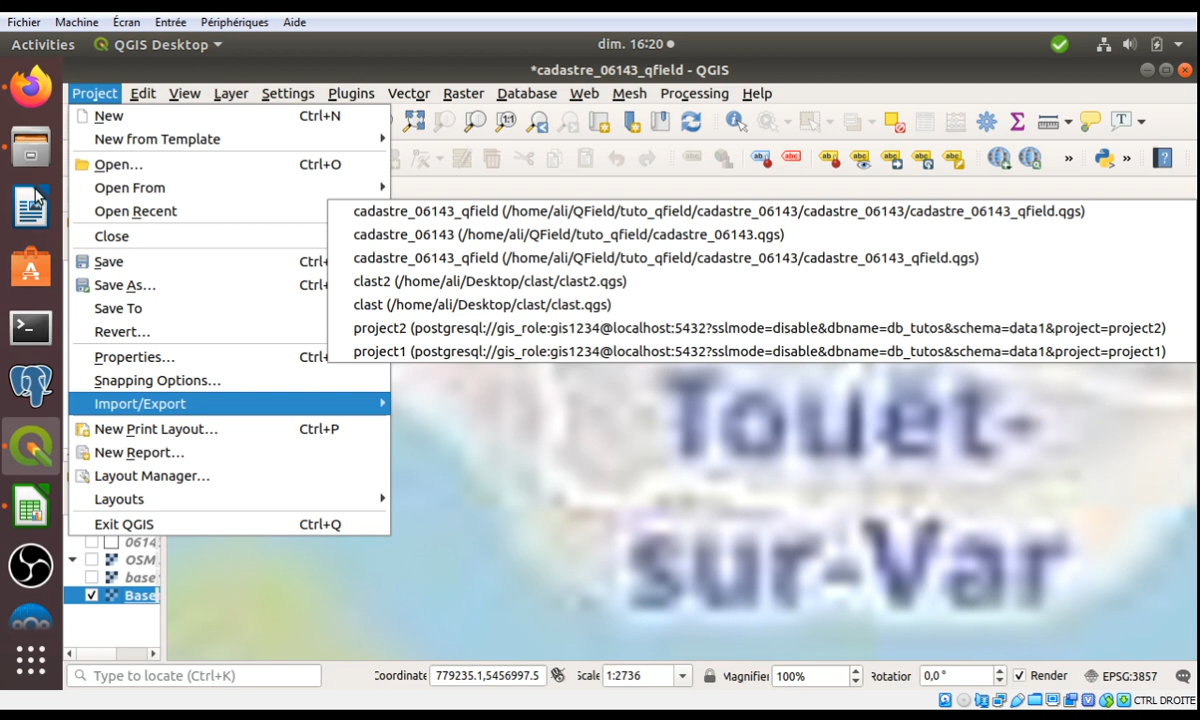 Fichier Machine Écran Entrée Périphériques Aide
Activities QGIS Desktop dim. 16:20
*cadastre_06143_qfield - QGIS
Project Edit View Layer Settings Plugins Vector Raster Database Web Mesh Processing Help
New Ctrl+N
New from Template
Open... Ctrl+O
Open From
Open Recent
cadastre_06143_qfield (/home/ali/QField/tuto_qfield/cadastre_06143/cadastre_06143/cadastre_06143_qfield.qgs)
cadastre_06143 (/home/ali/QField/tuto_qfield/cadastre_06143.qgs)
cadastre_06143_qfield (/home/ali/QField/tuto_qfield/cadastre_06143/cadastre_06143_qfield.qgs)
clast2 (/home/ali/Desktop/clast/clast2.qgs)
clast (/home/ali/Desktop/clast/clast.qgs)
project2 (postgresql://gis_role:gis1234@localhost:5432?sslmode=disable&dbname=db_tutos&schema=data1&project=project2)
project1 (postgresql://gis_role:gis1234@localhost:5432?sslmode=disable&dbname=db_tutos&schema=data1&project=project1)
Close
Save Ctrl+
Save As... Ctrl+
Save To
Revert...
Properties... Ctrl+
Snapping Options...
Import/Export
New Print Layout... Ctrl+P
New Report...
Layout Manager...
Layouts
Exit QGIS Ctrl+Q
0614
OSM
base
Base
Touet-
sur-Var
Type to locate (Ctrl+K) Coordinate 779235.1,5456997.5 Scale 1:2736 Magnifier 100% Rotation 0,0° Render EPSG:3857
CTRL DROITE